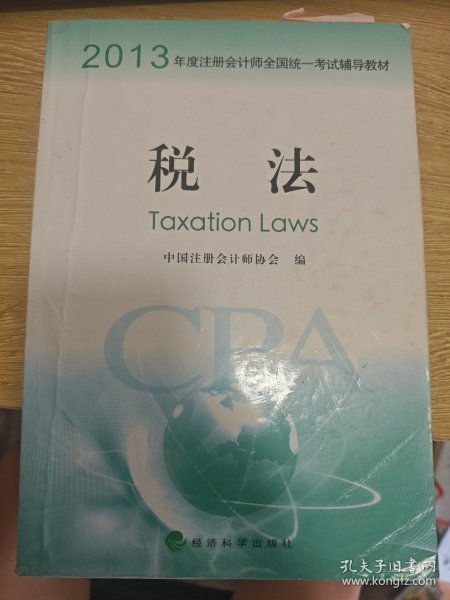 2013年度注册会计师全国统一考试辅导教材
税 法
Taxation Laws
中国注册会计师协会 编
CPA
经济科学出版社
孔夫子旧书网
www.kongfz.com